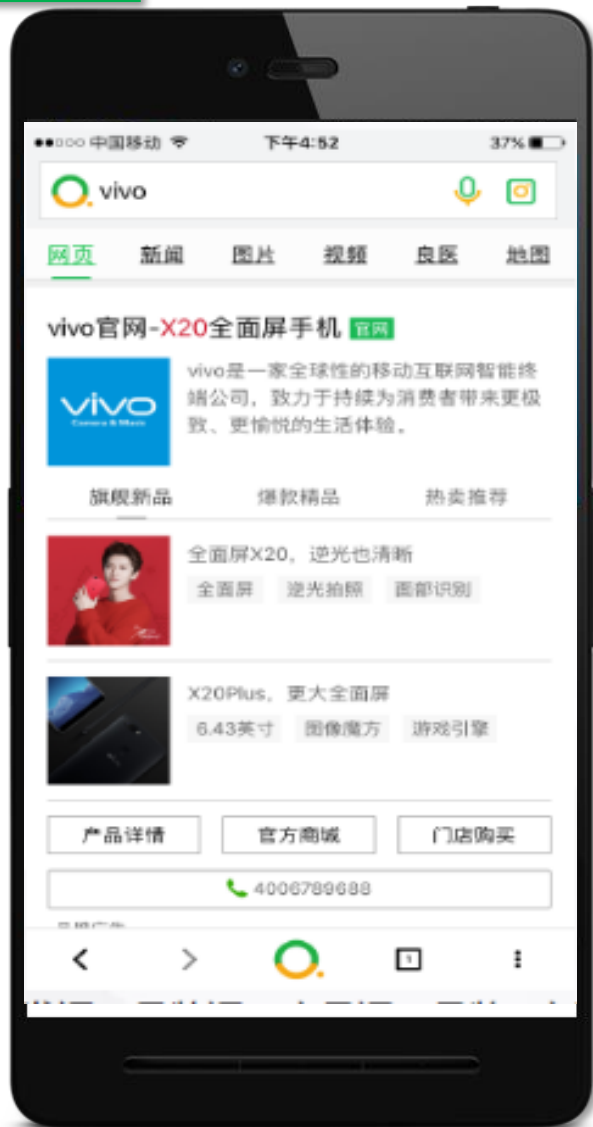 中国移动 下午4:52 37%
vivo
网页 新闻 图片 视频 良医 地图
vivo官网-X20全面屏手机 官网
vivo
Camera & Music
vivo是一家全球性的移动互联网智能终
端公司，致力于持续为消费者带来更极
致、更愉悦的生活体验。
旗舰新品 爆款精品 热卖推荐
全面屏X20，逆光也清晰
全面屏 逆光拍照 面部识别
X20Plus，更大全面屏
6.43英寸 图像魔方 游戏引擎
产品详情 官方商城 门店购买
4006789688
1